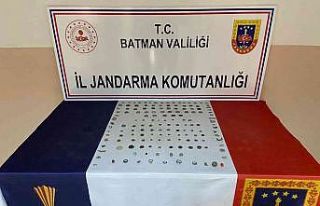 T.C.
BATMAN VALİLİĞİ
İL JANDARMA KOMUTANLIĞI